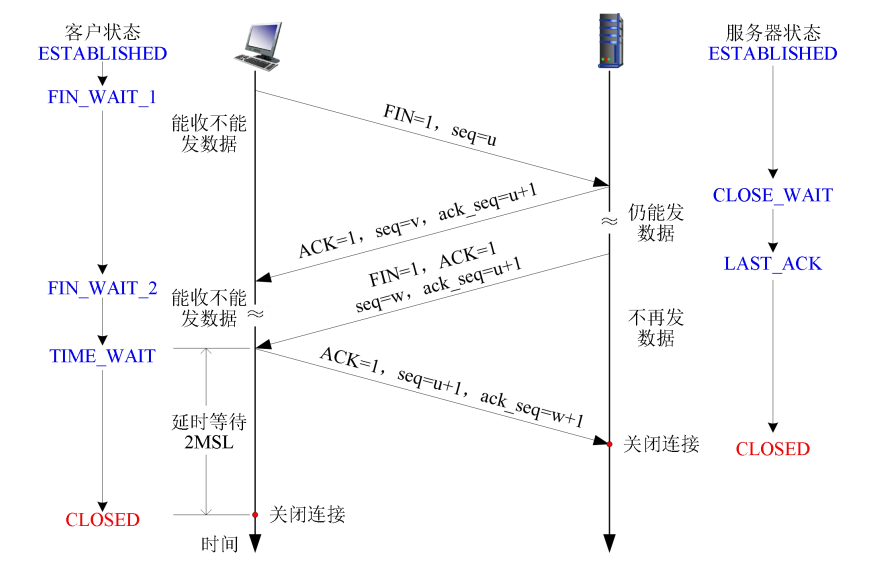 客户状态
ESTABLISHED
服务器状态
ESTABLISHED
FIN_WAIT_1
能收不能
发数据
FIN=1，seq=u
CLOSE_WAIT
ACK=1，seq=v，ack_seq=u+1
仍能发
数据
LAST_ACK
FIN_WAIT_2
能收不能
发数据
FIN=1，ACK=1
seq=w，ack_seq=u+1
不再发
数据
TIME_WAIT
ACK=1，seq=u+1，ack_seq=w+1
延时等待
2MSL
关闭连接
CLOSED
CLOSED
关闭连接
时间